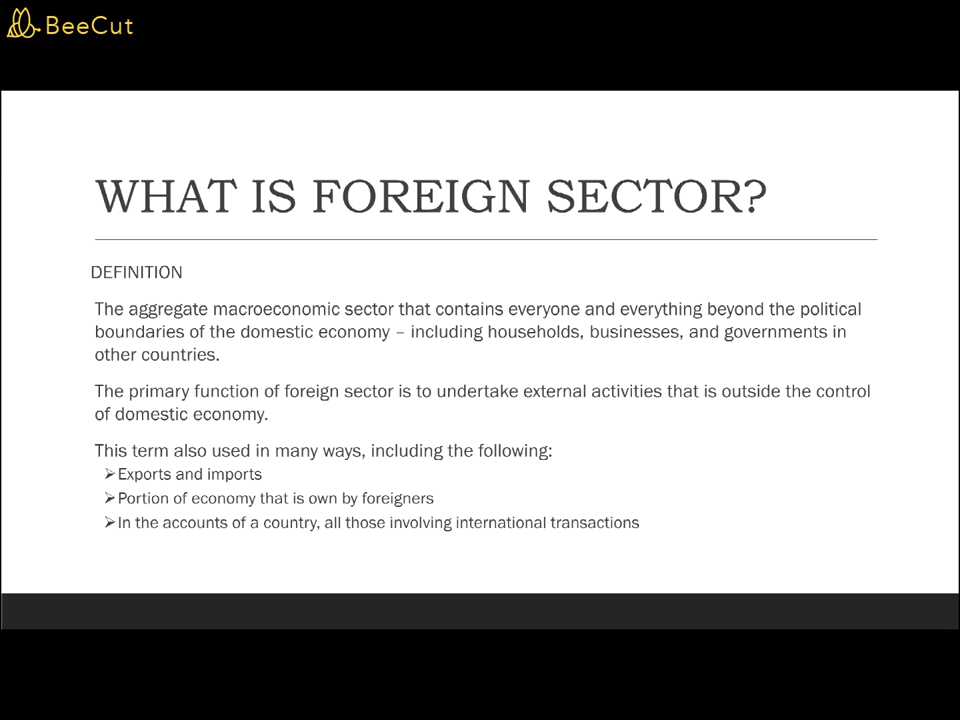 BeeCut
WHAT IS FOREIGN SECTOR?
DEFINITION
The aggregate macroeconomic sector that contains everyone and everything beyond the political
boundaries of the domestic economy – including households, businesses, and governments in
other countries.
The primary function of foreign sector is to undertake external activities that is outside the control
of domestic economy.
This term also used in many ways, including the following:
➢Exports and imports
➢Portion of economy that is own by foreigners
➢In the accounts of a country, all those involving international transactions